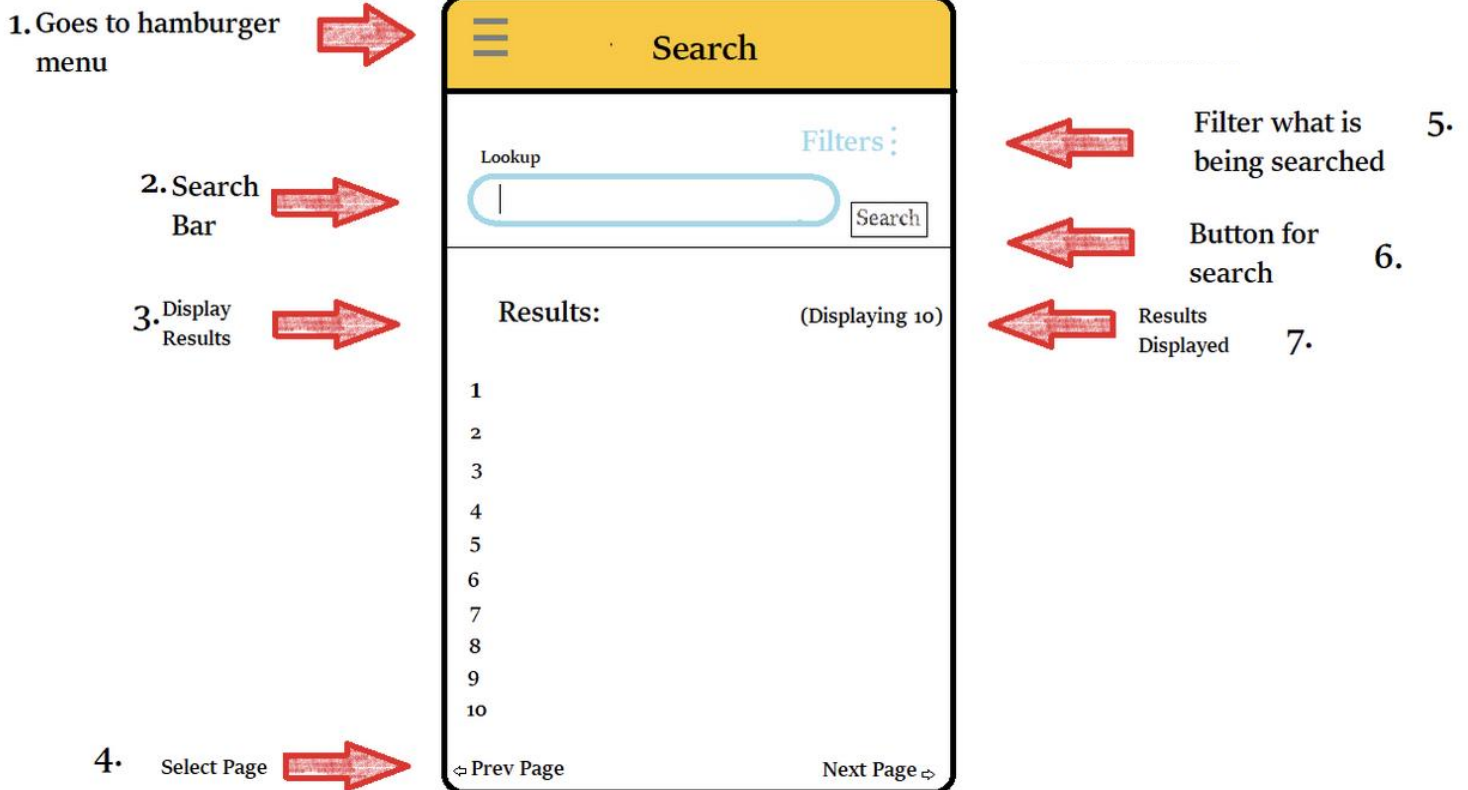 1. Goes to hamburger
menu
Search
Filters
Lookup
2. Search
Bar
Search
5. Filter what is
being searched
6. Button for
search
3. Display
Results
Results:
(Displaying 10)
7. Results
Displayed
1
2
3
4
5
6
7
8
9
10
4. Select Page
Prev Page
Next Page